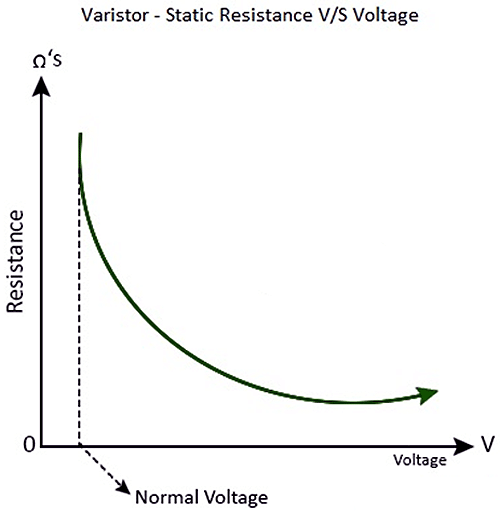 Varistor - Static Resistance V/S Voltage
Ω‘S
Resistance
0
V
Voltage
Normal Voltage